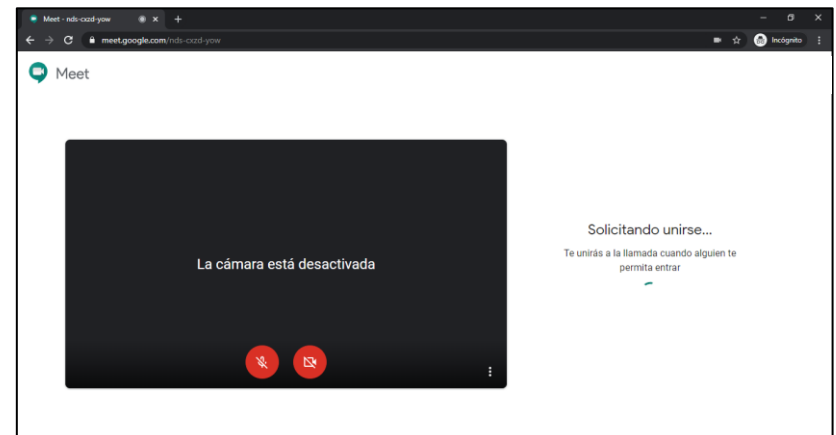 Meet - nds-cxzd-yow
meet.google.com/nds-cxzd-yow
Incógnito
Meet
La cámara está desactivada
Solicitando unirse...
Te unirás a la llamada cuando alguien te
permita entrar